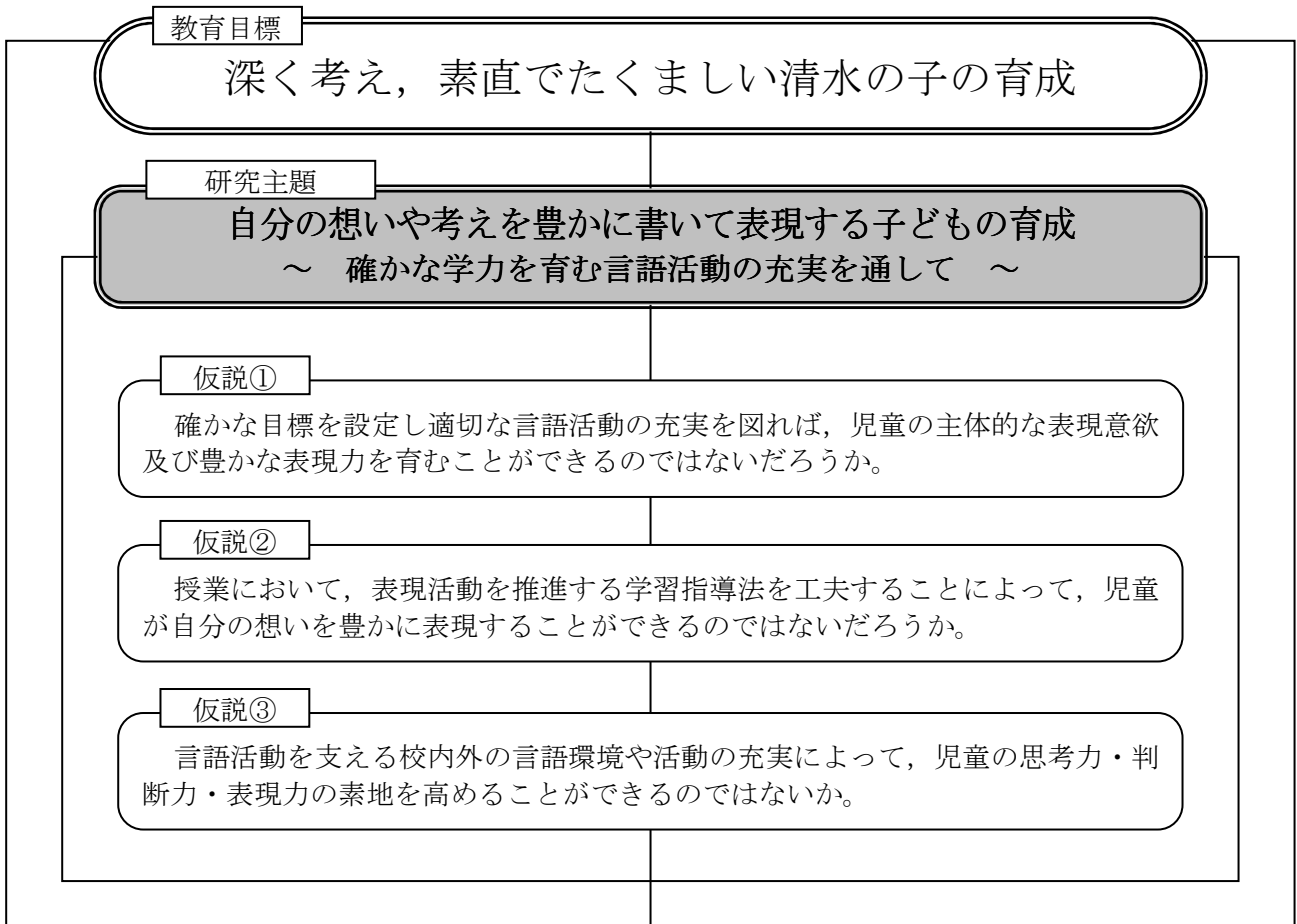 教育目標
深く考え，素直でたくましい清水の子の育成
研究主題
自分の想いや考えを豊かに書いて表現する子どもの育成
～　確かな学力を育む言語活動の充実を通して　～
仮説①
確かな目標を設定し適切な言語活動の充実を図れば，児童の主体的な表現意欲
及び豊かな表現力を育むことができるのではないだろうか。
仮説②
授業において，表現活動を推進する学習指導法を工夫することによって，児童
が自分の想いを豊かに表現することができるのではないだろうか。
仮説③
言語活動を支える校内外の言語環境や活動の充実によって，児童の思考力・判
断力・表現力の素地を高めることができるのではないか。